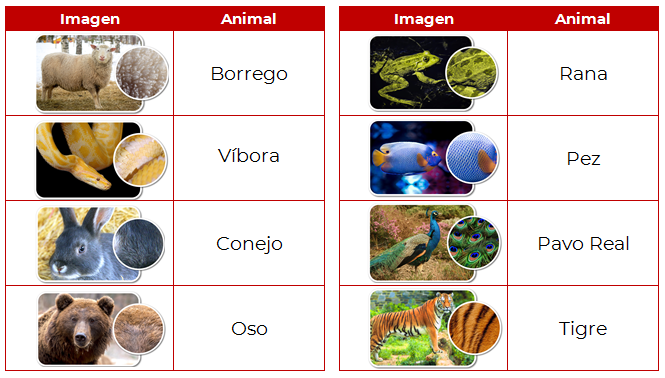 Imagen Animal
Borrego
Víbora
Conejo
Oso
Imagen Animal
Rana
Pez
Pavo Real
Tigre